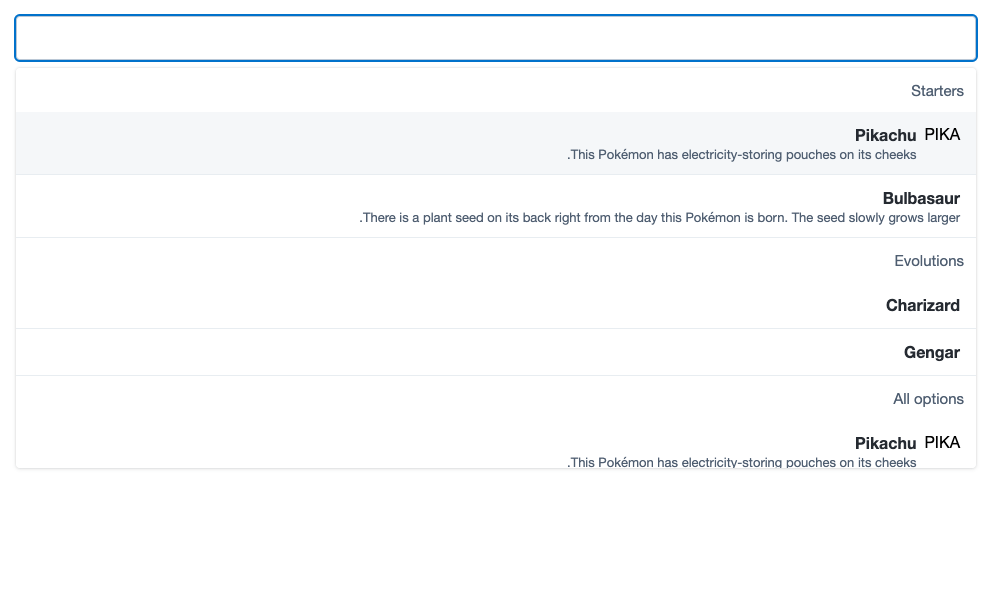 Starters
PIKA Pikachu
.This Pokémon has electricity-storing pouches on its cheeks
Bulbasaur
.There is a plant seed on its back right from the day this Pokémon is born. The seed slowly grows larger
Evolutions
Charizard
Gengar
All options
PIKA Pikachu
.This Pokémon has electricity-storing pouches on its cheeks